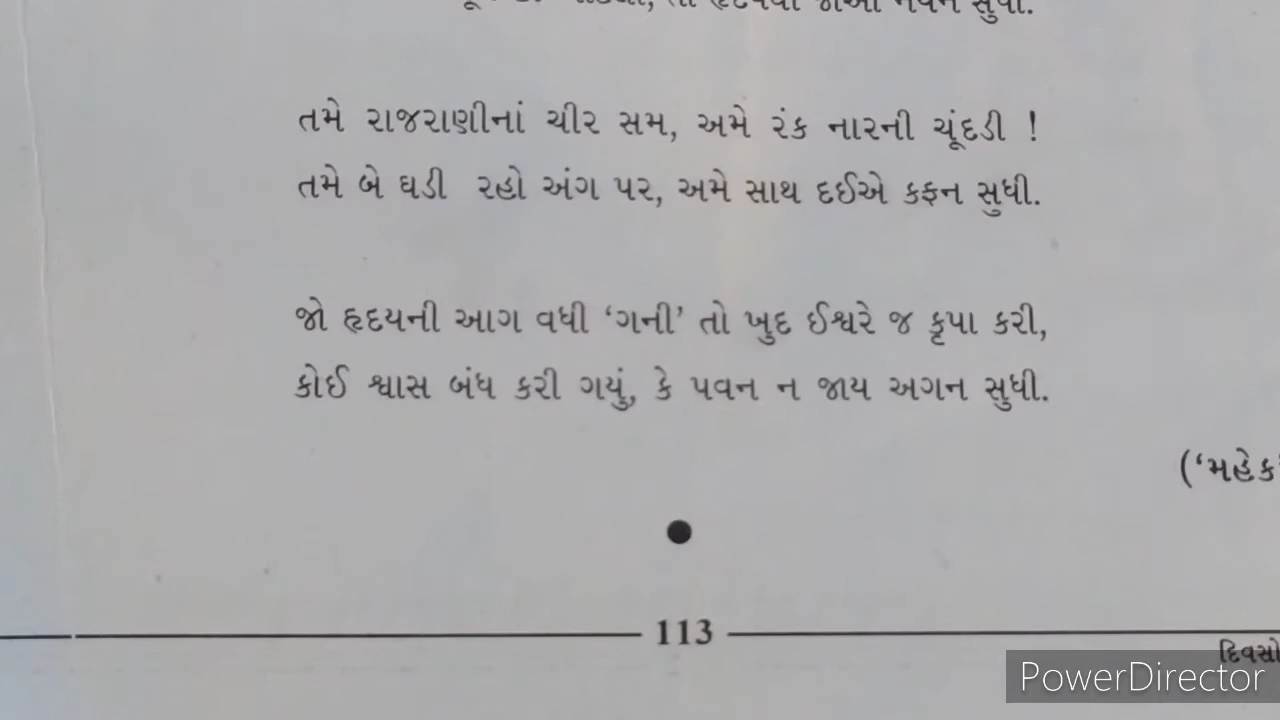 તમે રાજરાણીનાં ચીર સમ, અમે રંક નારની ચૂંદડી !
તમે બે ઘડી રહો અંગ પર, અમે સાથ દઈએ કફન સુધી.
જો હૃદયની આગ વધી ‘ગની’ તો ખુદ ઈશ્વરે જ કૃપા કરી,
કોઈ શ્વાસ બંધ કરી ગયું, કે પવન ન જાય અગન સુધી.
(‘મહેક
113
દિવસો
PowerDirector